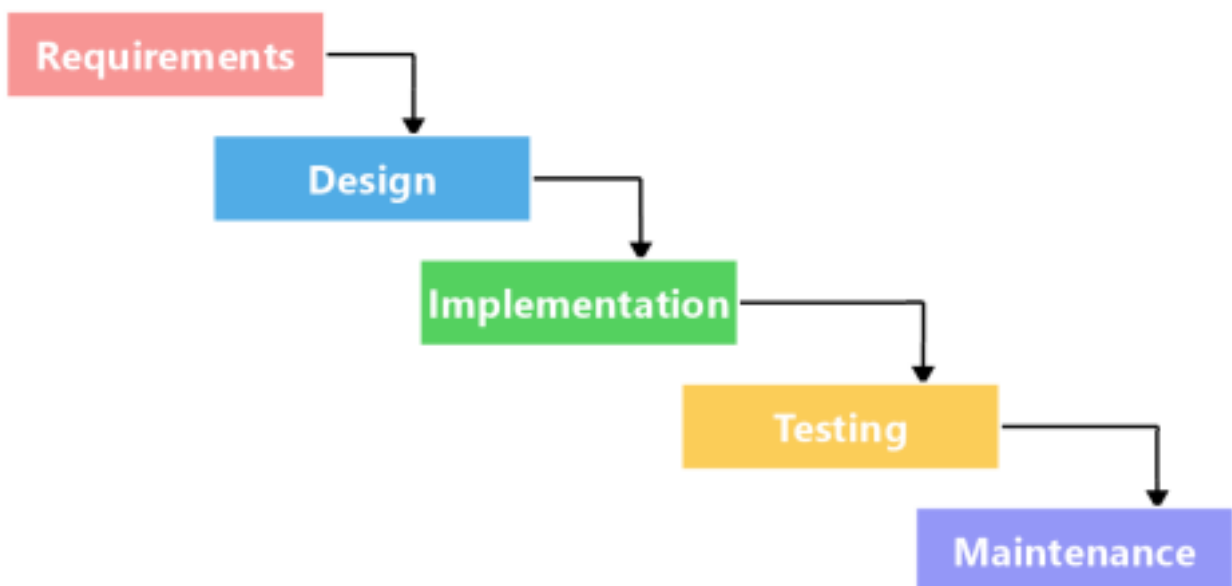 Requirements
Design
Implementation
Testing
Maintenance